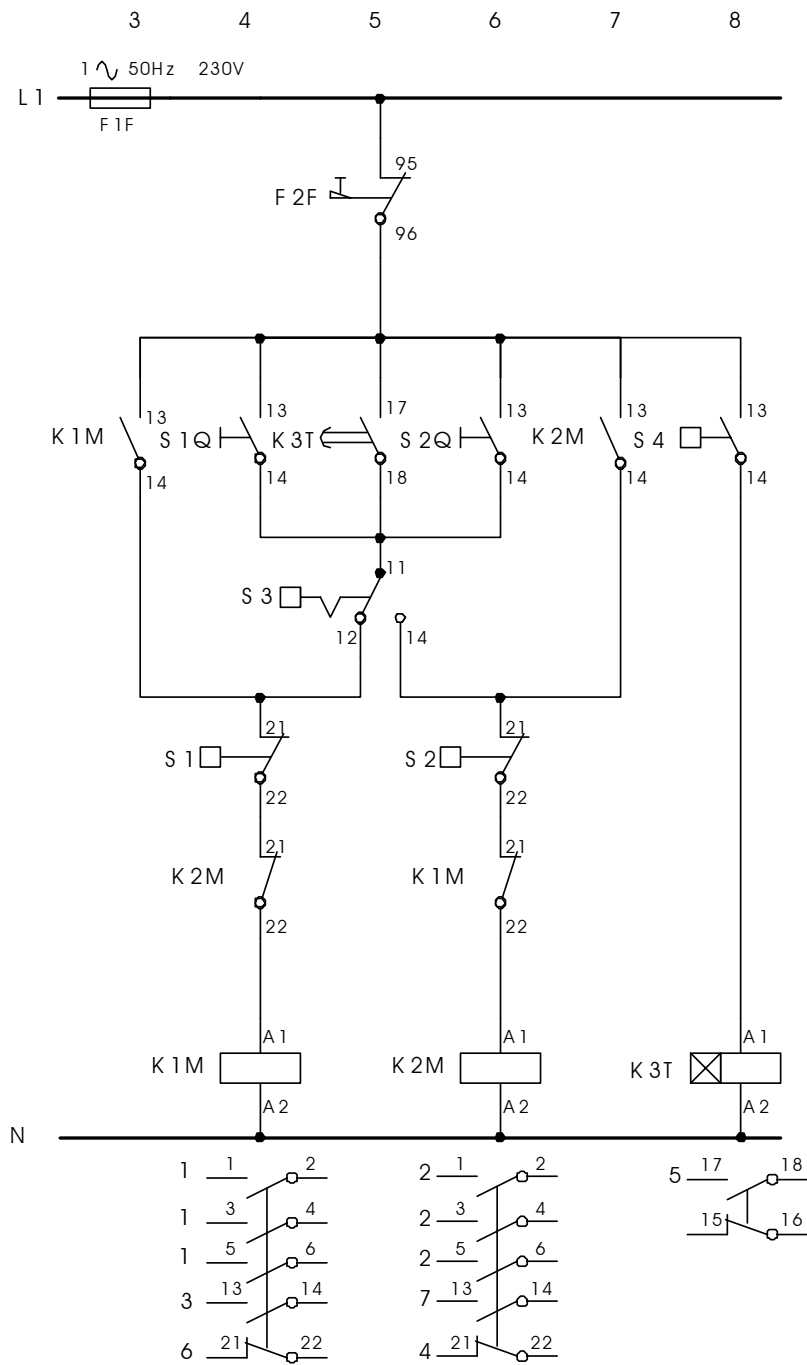 3 4 5 6 7 8
1 50Hz 230V
L1
F1F
95
F2F
96
13 13 17 13 13 13
K1M S1Q K3T S2Q K2M S4
14 14 18 14 14 14
11
S3
12 14
21 21
S1 S2
22 22
21 21
K2M K1M
22 22
A1 A1 A1
K1M K2M K3T
A2 A2 A2
N
1 1 2 2 1 2 5 17 18
1 3 4 2 3 4 15 16
1 5 6 2 5 6
3 13 14 7 13 14
6 21 22 4 21 22